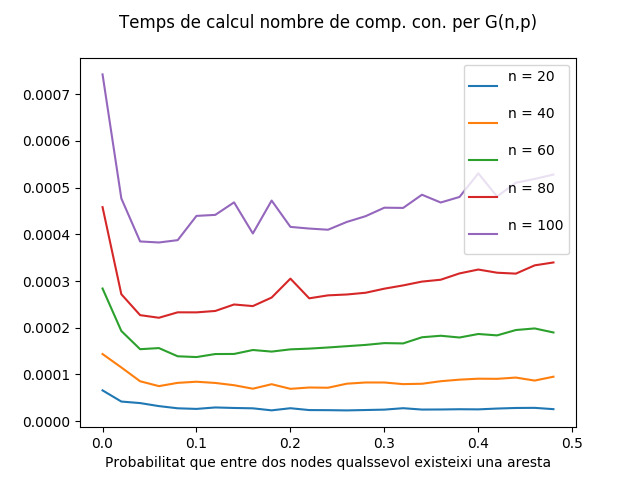 Temps de calcul nombre de comp. con. per G(n,p)
0.0007
0.0006
0.0005
0.0004
0.0003
0.0002
0.0001
0.0000
n = 20
n = 40
n = 60
n = 80
n = 100
0.0 0.1 0.2 0.3 0.4 0.5
Probabilitat que entre dos nodes qualssevol existeixi una aresta